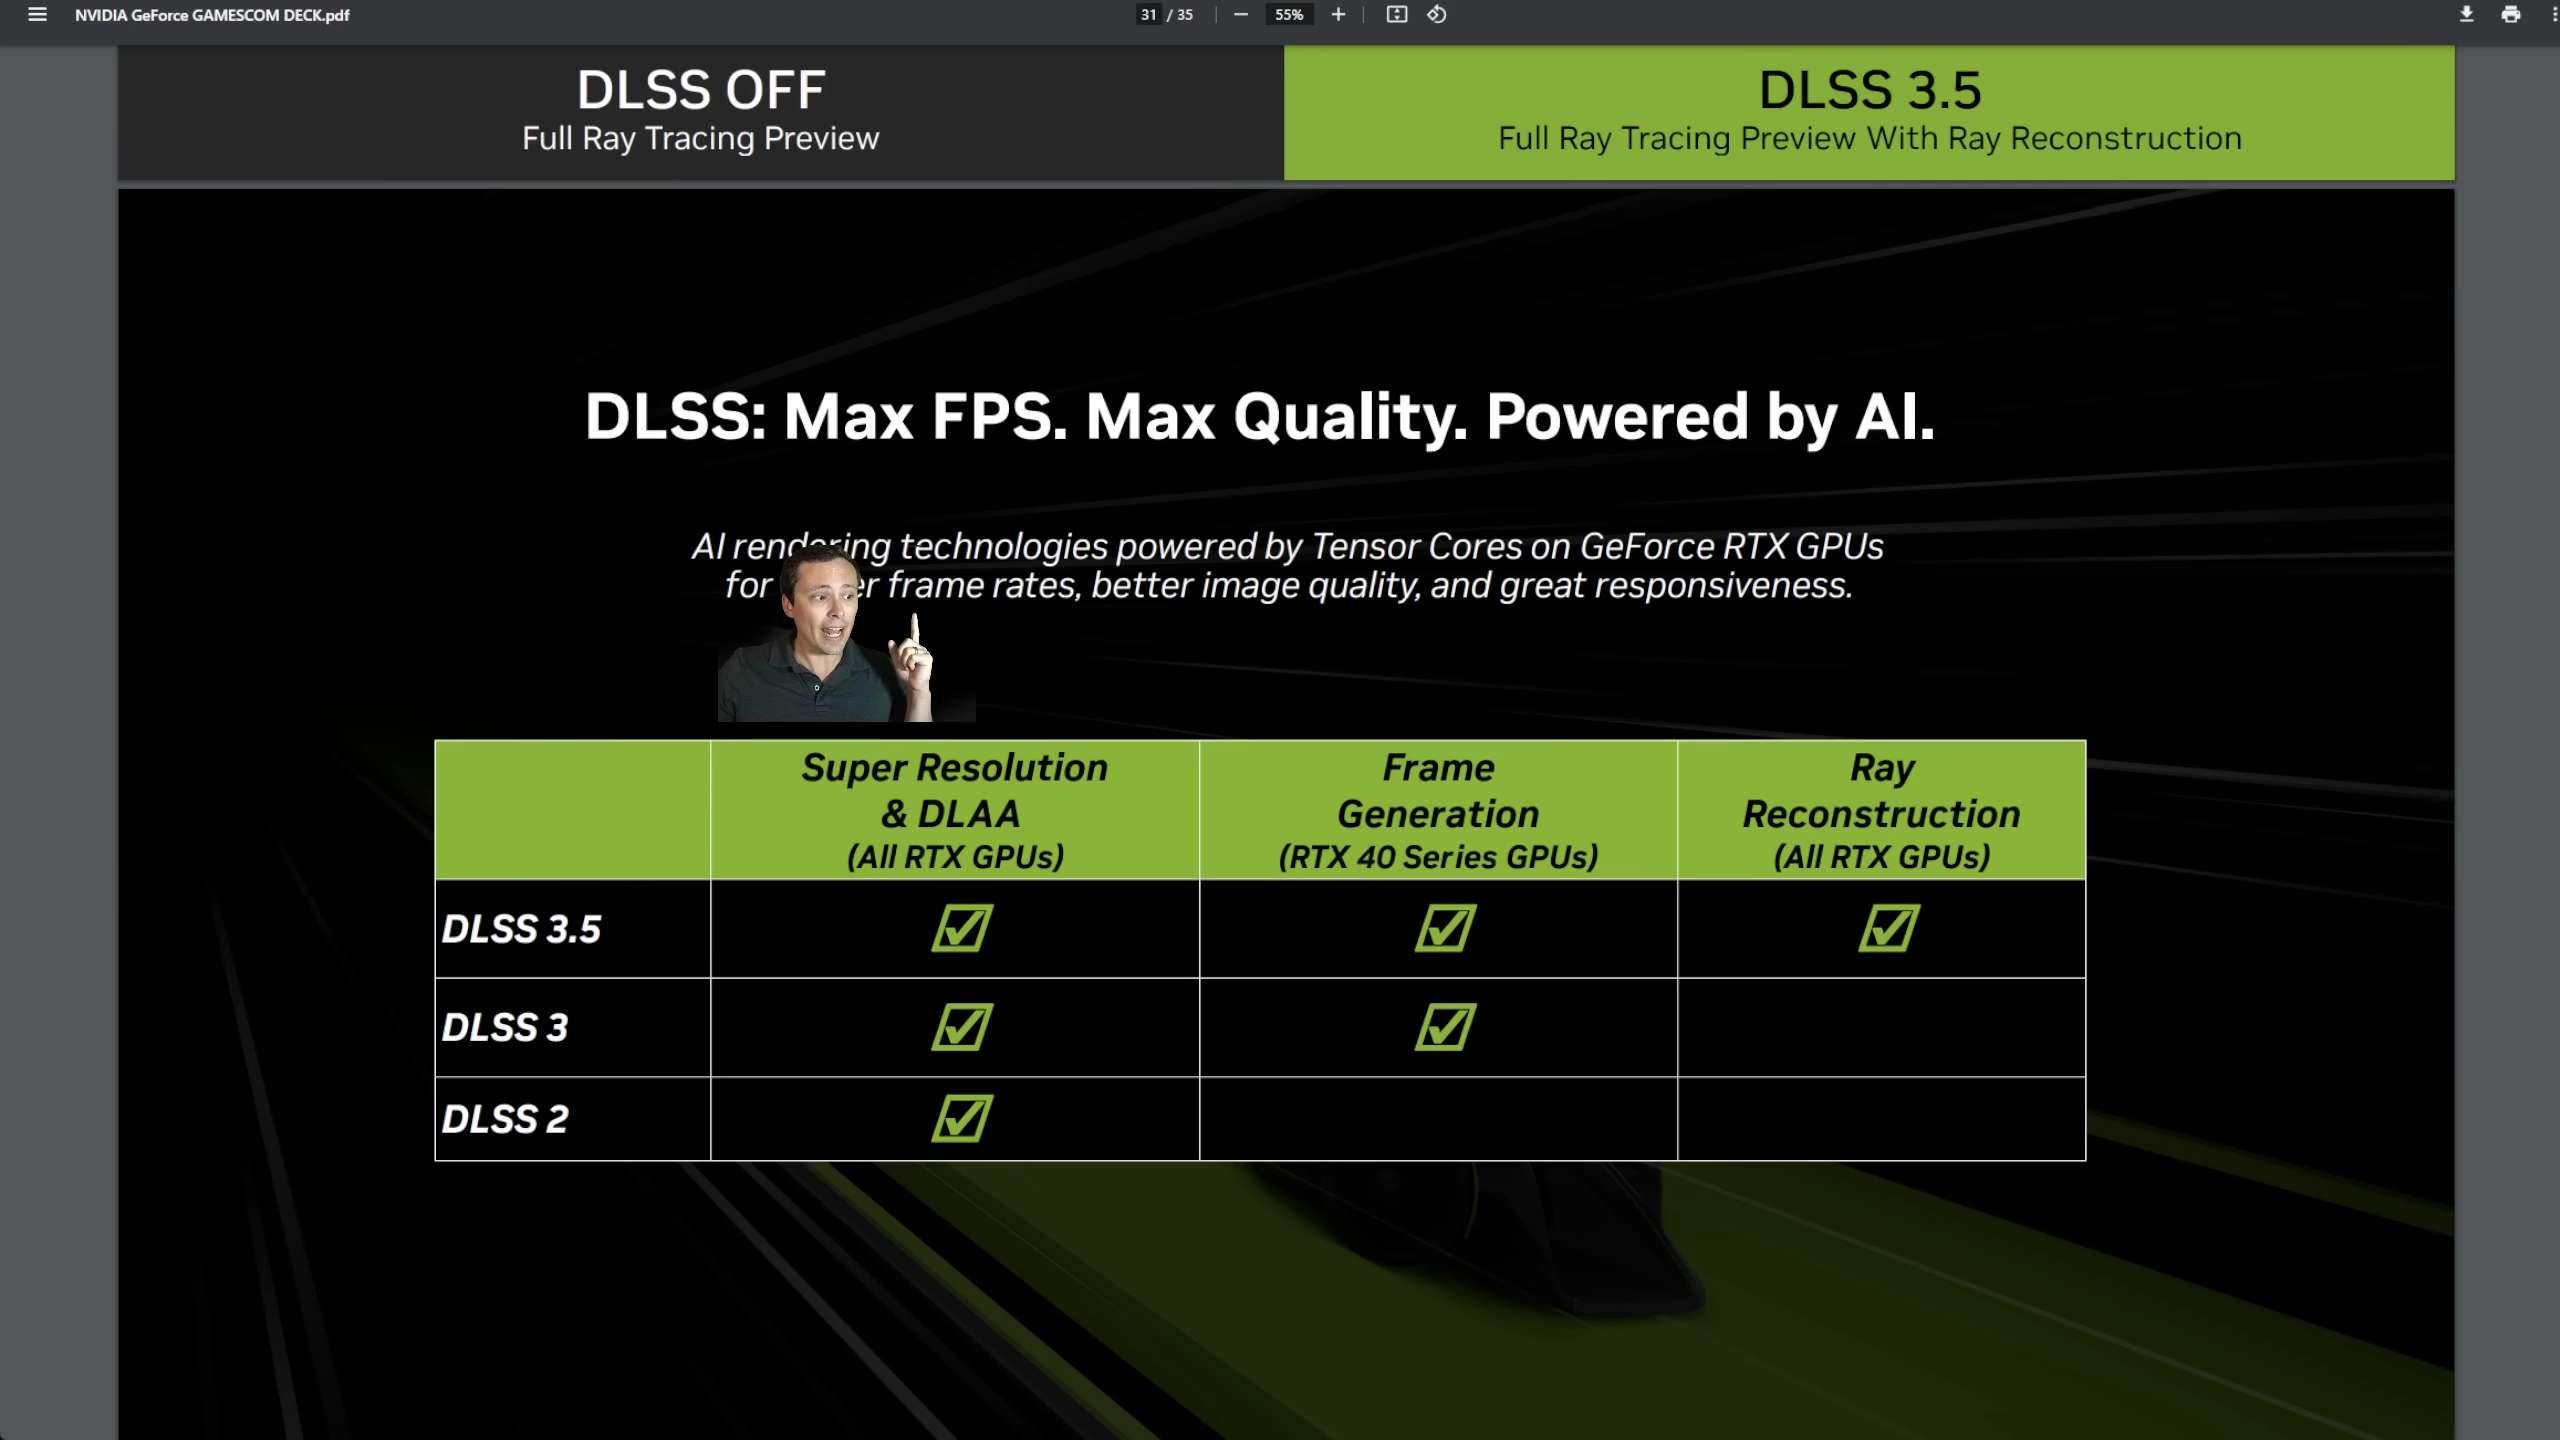 NVIDIA GeForce GAMESCOM DECK.pdf
31 / 35
55%
DLSS OFF
Full Ray Tracing Preview
DLSS 3.5
Full Ray Tracing Preview With Ray Reconstruction
DLSS: Max FPS. Max Quality. Powered by AI.
AI rendering technologies powered by Tensor Cores on GeForce RTX GPUs
for frame rates, better image quality, and great responsiveness.
Super Resolution
& DLAA
(All RTX GPUs)
Frame
Generation
(RTX 40 Series GPUs)
Ray
Reconstruction
(All RTX GPUs)
DLSS 3.5
DLSS 3
DLSS 2